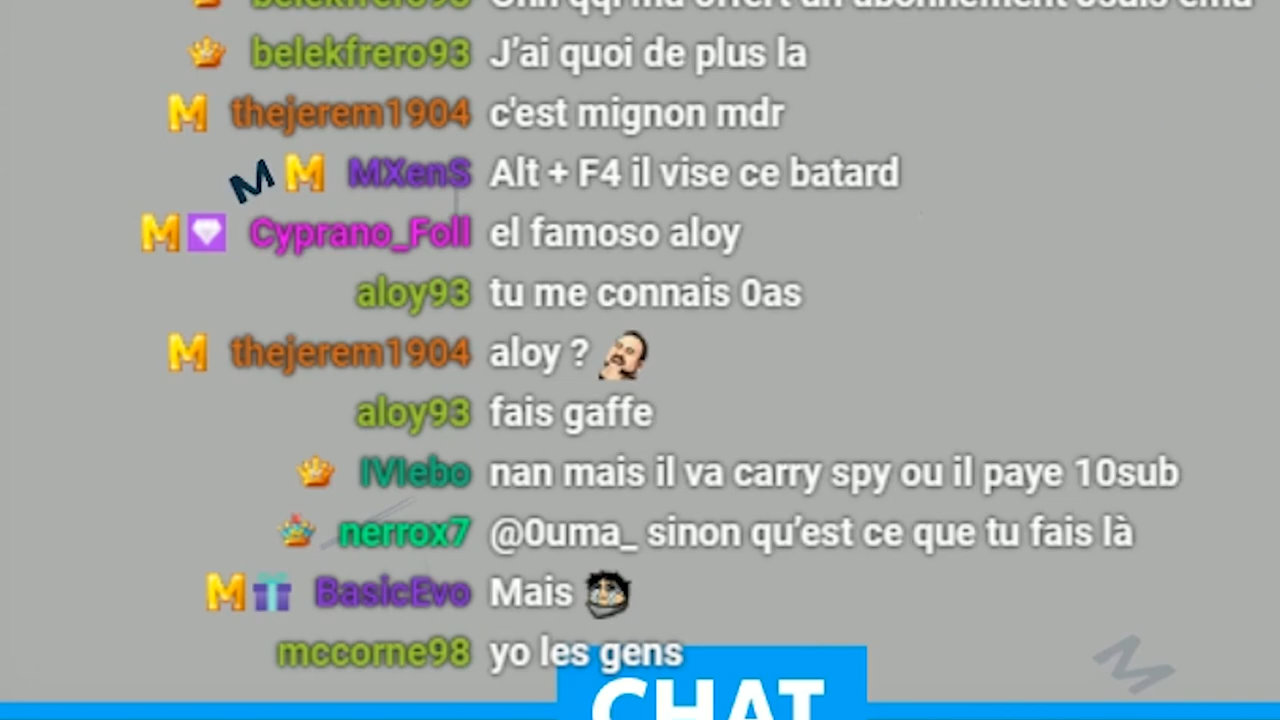 belekfrero93 J'ai quoi de plus la
thejerem1904 c'est mignon mdr
MXenS Alt + F4 il vise ce batard
Cyprano_Foll el famoso aloy
aloy93 tu me connais 0as
thejerem1904 aloy ?
aloy93 fais gaffe
IVIebo nan mais il va carry spy ou il paye 10sub
nerrox7 @0uma_ sinon qu'est ce que tu fais là
BasicEvo Mais
mccorne98 yo les gens
CHAT